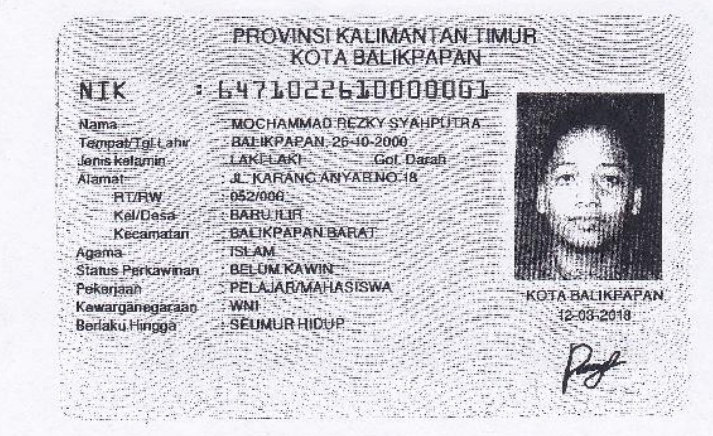 PROVINSI KALIMANTAN TIMUR
KOTA BALIKPAPAN
NIK : 6471022610000001
Nama : MOCHAMMAD REZKY SYAHPUTRA
Tempat/Tgl Lahir : BALIKPAPAN, 26-10-2000
Jenis kelamin : LAKI-LAKI Gol. Darah
Alamat : JL. KARANG ANYAR NO 18
RT/RW : 052/000
Kel/Desa : BARU ILIR
Kecamatan : BALIKPAPAN BARAT
Agama : ISLAM
Status Perkawinan : BELUM KAWIN
Pekerjaan : PELAJAR/MAHASISWA
Kewarganegaraan : WNI
Berlaku Hingga : SEUMUR HIDUP
KOTA BALIKPAPAN
12-03-2018